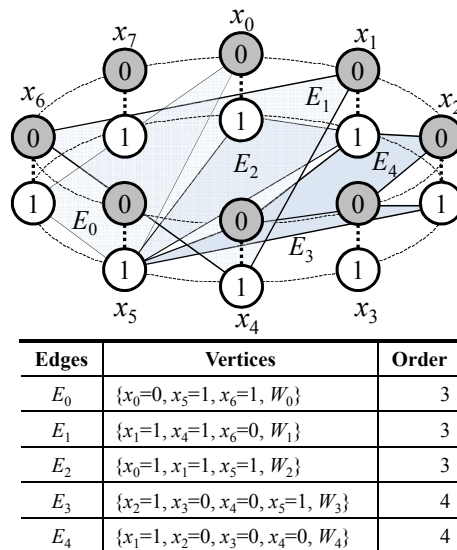 x₀
x₇ x₁
x₆ 0 x₂
0 0
0 E₁ 0
1 1 1
E₂ E₄
1 0 0 0 1
E₀ E₃
1 1 1
x₅ x₄ x₃
Edges Vertices Order
E₀ {x₀=0, x₅=1, x₆=1, W₀} 3
E₁ {x₁=1, x₄=1, x₆=0, W₁} 3
E₂ {x₀=1, x₁=1, x₅=1, W₂} 3
E₃ {x₂=1, x₃=0, x₄=0, x₅=1, W₃} 4
E₄ {x₁=1, x₂=0, x₃=0, x₄=0, W₄} 4